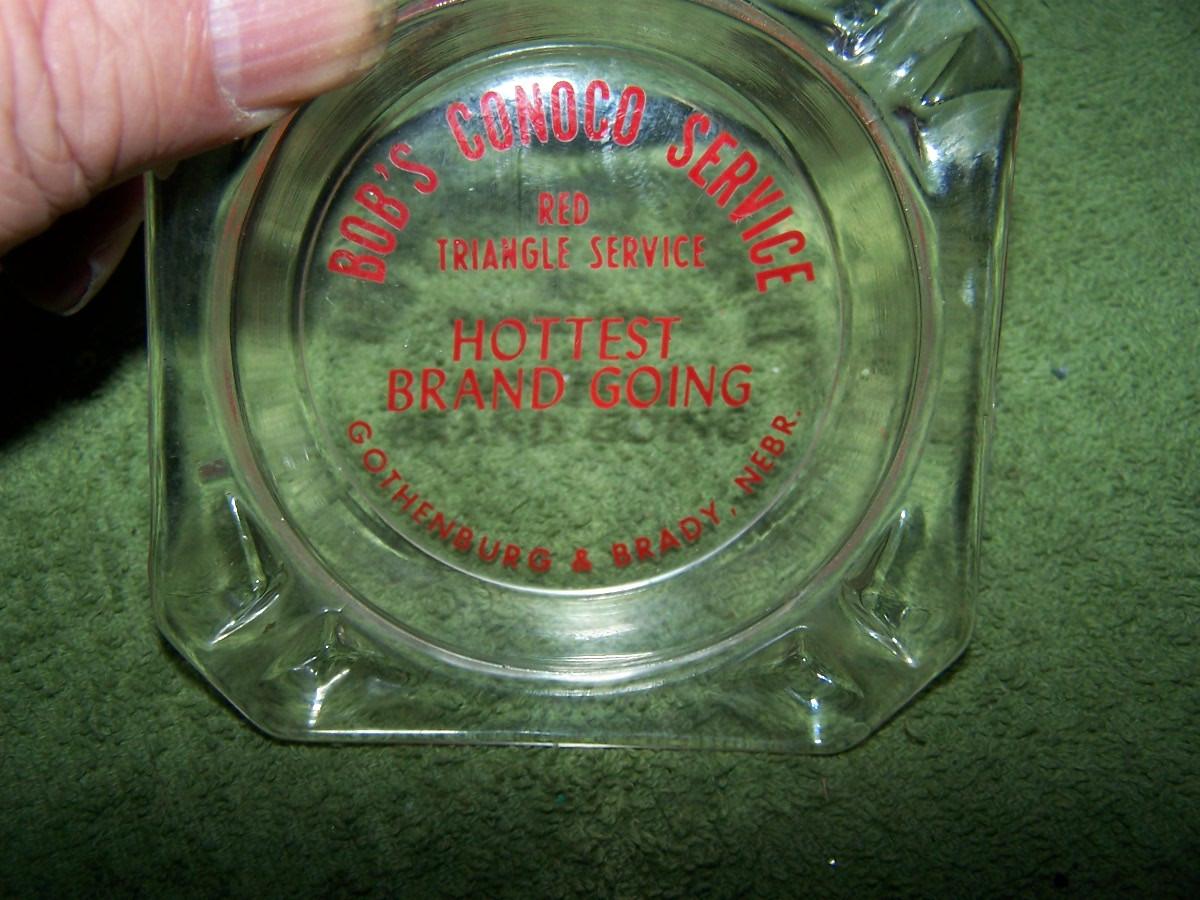 BOB'S CONOCO SERVICE
RED
TRIANGLE SERVICE
HOTTEST
BRAND GOING
GOTHENBURG & BRADY, NEBR.